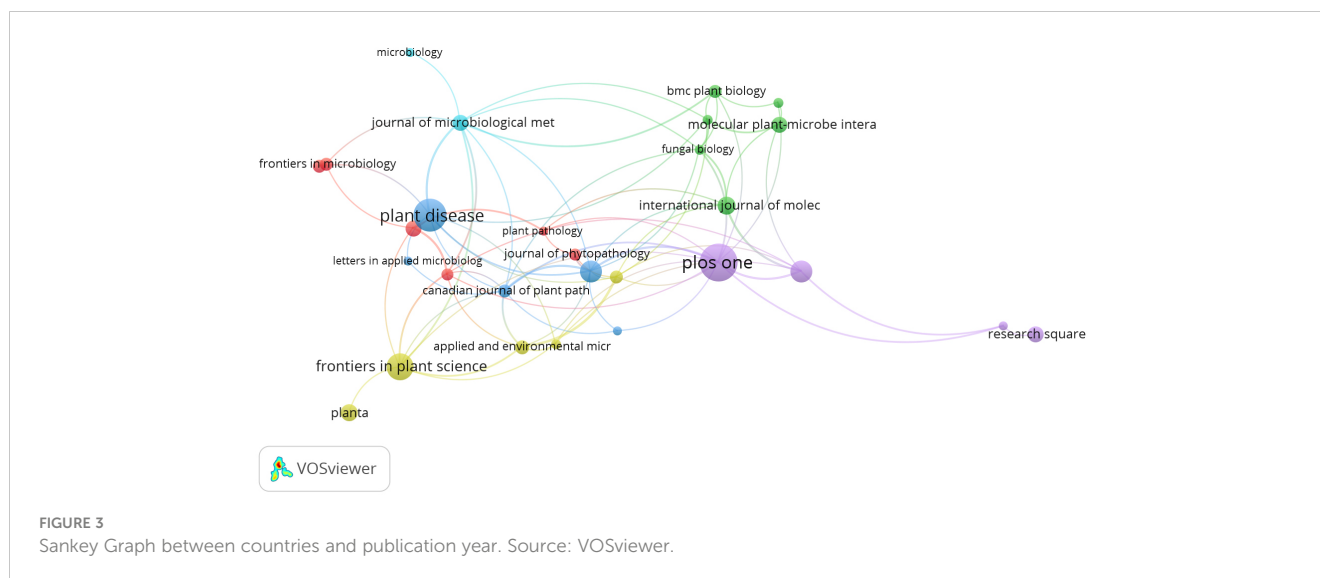 microbiology
bmc plant biology
journal of microbiological met
molecular plant-microbe intera
fungal biology
frontiers in microbiology
international journal of molec
plant disease
plant pathology
journal of phytopathology
letters in applied microbiolog
plos one
canadian journal of plant path
research square
applied and environmental micr
frontiers in plant science
planta
VOSviewer
FIGURE 3
Sankey Graph between countries and publication year. Source: VOSviewer.